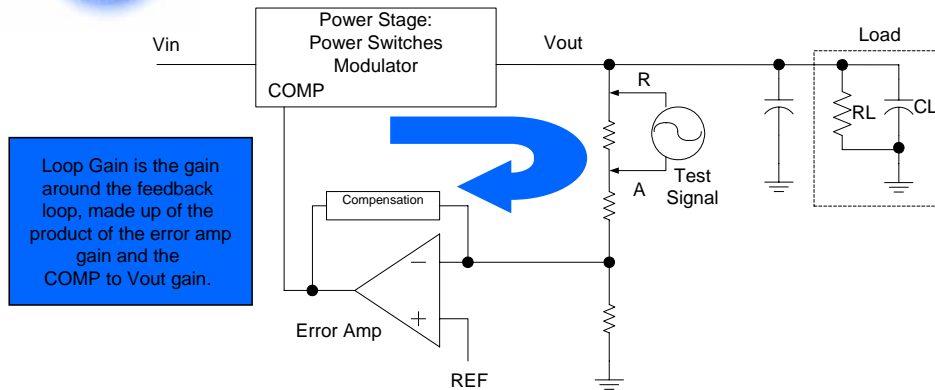 Power Stage:
Power Switches
Modulator
COMP
Vin
Vout
Load
R
RL
CL
A
Test
Signal
Loop Gain is the gain
around the feedback
loop, made up of the
product of the error amp
gain and the
COMP to Vout gain.
Compensation
−
+
Error Amp
REF